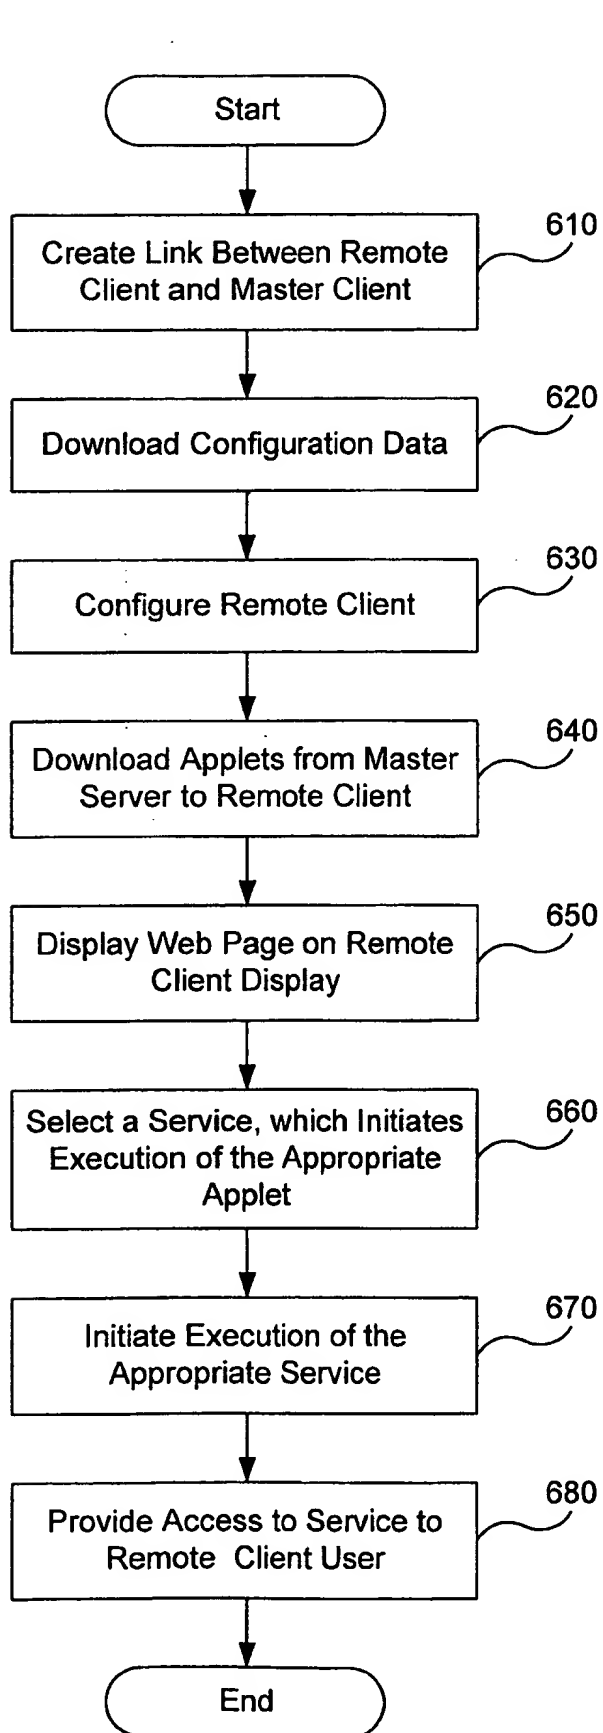 Start
610
Create Link Between Remote
Client and Master Client
620
Download Configuration Data
630
Configure Remote Client
640
Download Applets from Master
Server to Remote Client
650
Display Web Page on Remote
Client Display
660
Select a Service, which Initiates
Execution of the Appropriate
Applet
670
Initiate Execution of the
Appropriate Service
680
Provide Access to Service to
Remote Client User
End